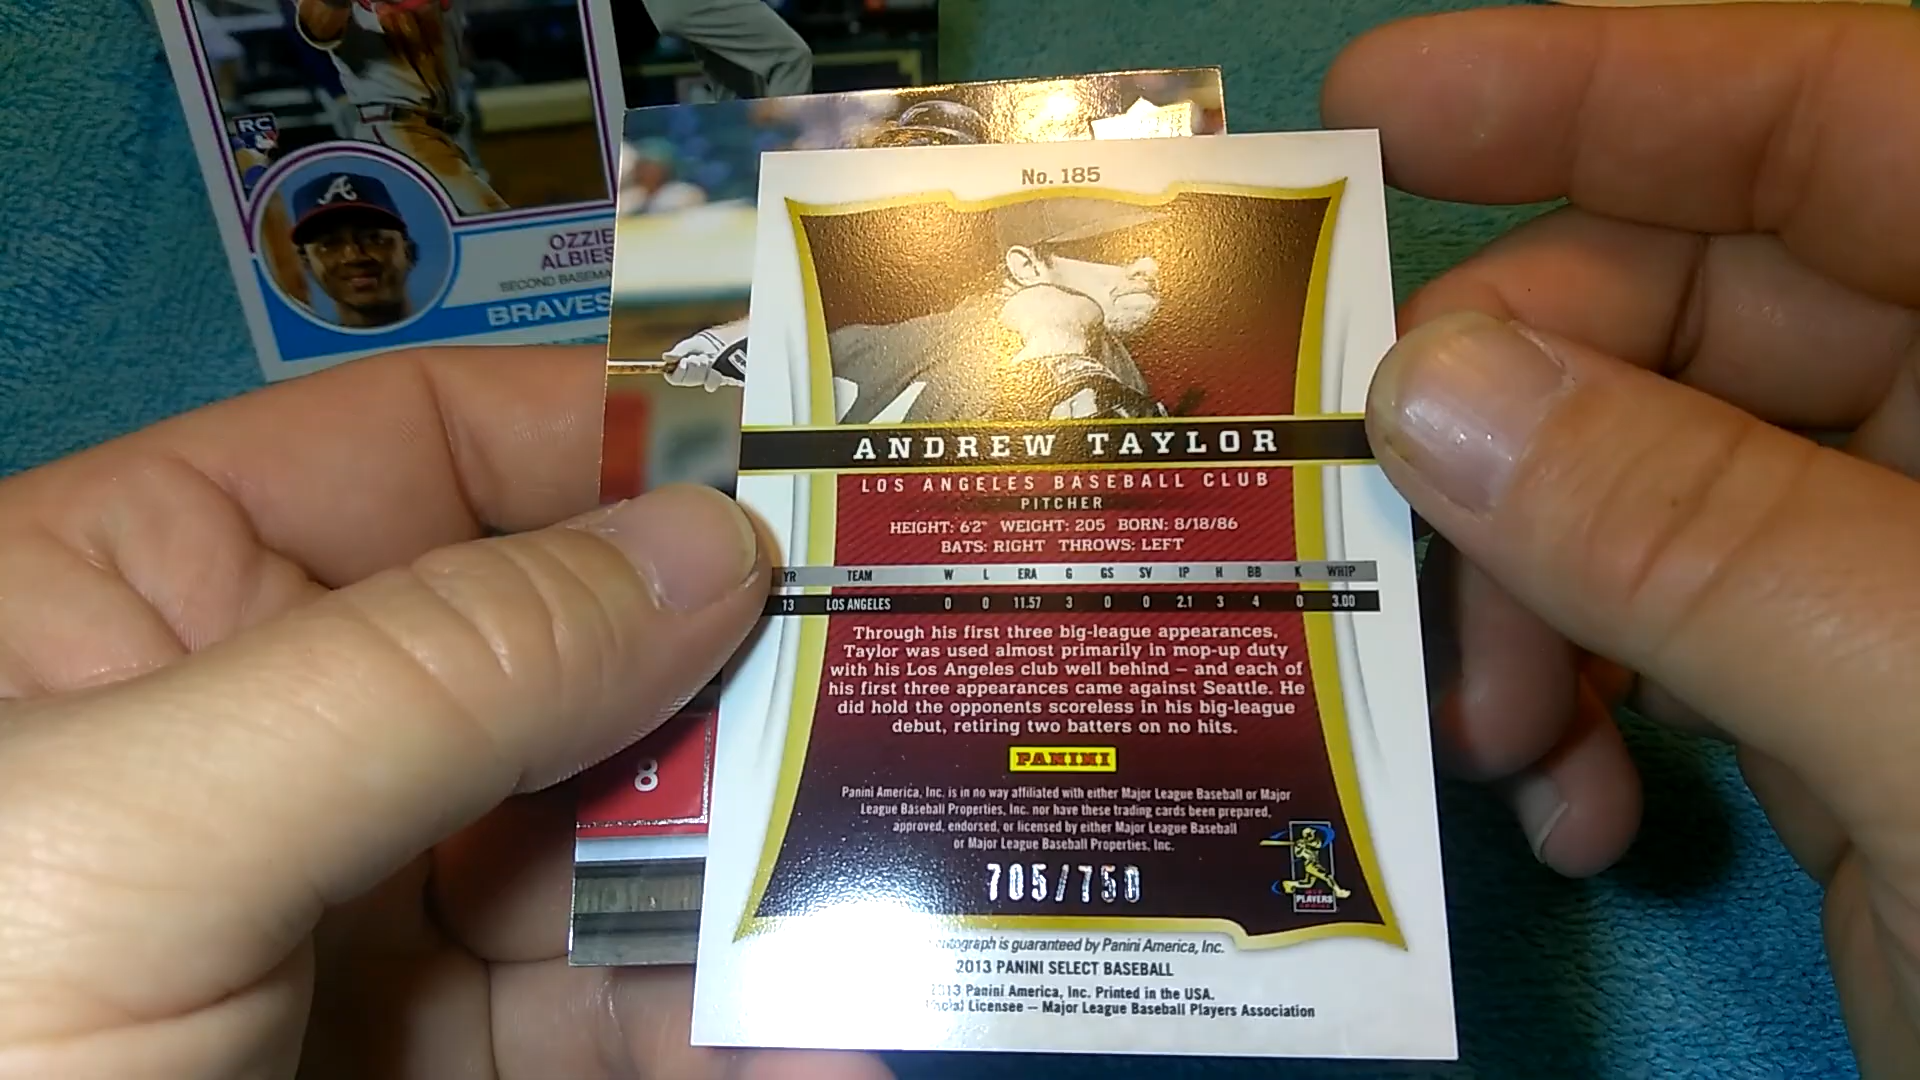 RC
OZZIE
ALBIES
SECOND BASEMA
BRAVES
8
No. 185
ANDREW TAYLOR
LOS ANGELES BASEBALL CLUB
PITCHER
HEIGHT: 6'2" WEIGHT: 205 BORN: 8/18/86
BATS: RIGHT THROWS: LEFT
YR TEAM W L ERA G GS SV IP H BB K WHIP
13 LOS ANGELES 0 0 11.57 3 0 0 2.1 3 4 0 3.00
Through his first three big-league appearances,
Taylor was used almost primarily in mop-up duty
with his Los Angeles club well behind – and each of
his first three appearances came against Seattle. He
did hold the opponents scoreless in his big-league
debut, retiring two batters on no hits.
PANINI
Panini America, Inc. is in no way affiliated with either Major League Baseball or Major
League Baseball Properties, Inc. nor have these trading cards been prepared,
approved, endorsed, or licensed by either Major League Baseball
or Major League Baseball Properties, Inc.
705/750
PLAYERS
autograph is guaranteed by Panini America, Inc.
2013 PANINI SELECT BASEBALL
2013 Panini America, Inc. Printed in the USA.
Licensee – Major League Baseball Players Association